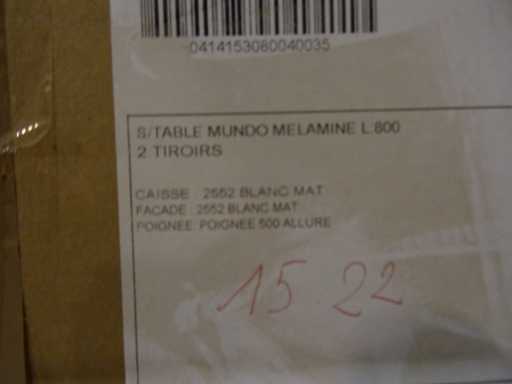 0414153080040035
S/TABLE MUNDO MELAMINE L:800
2 TIROIRS
CAISSE : 2552 BLANC MAT
FACADE : 2552 BLANC MAT
POIGNEE: POIGNEE 500 ALLURE
15 22